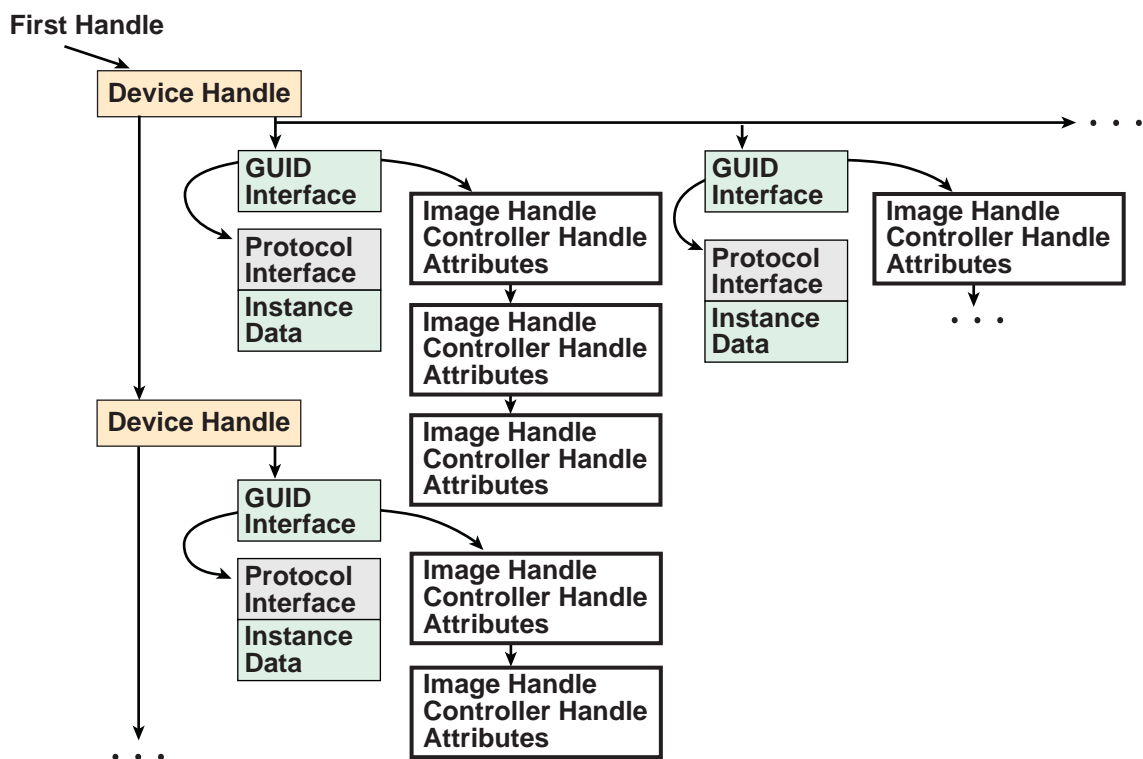 First Handle
Device Handle
. . .
GUID
Interface
Protocol
Interface
Instance
Data
Image Handle
Controller Handle
Attributes
Image Handle
Controller Handle
Attributes
Image Handle
Controller Handle
Attributes
GUID
Interface
Protocol
Interface
Instance
Data
Image Handle
Controller Handle
Attributes
. . .
Device Handle
GUID
Interface
Protocol
Interface
Instance
Data
Image Handle
Controller Handle
Attributes
Image Handle
Controller Handle
Attributes
. . .